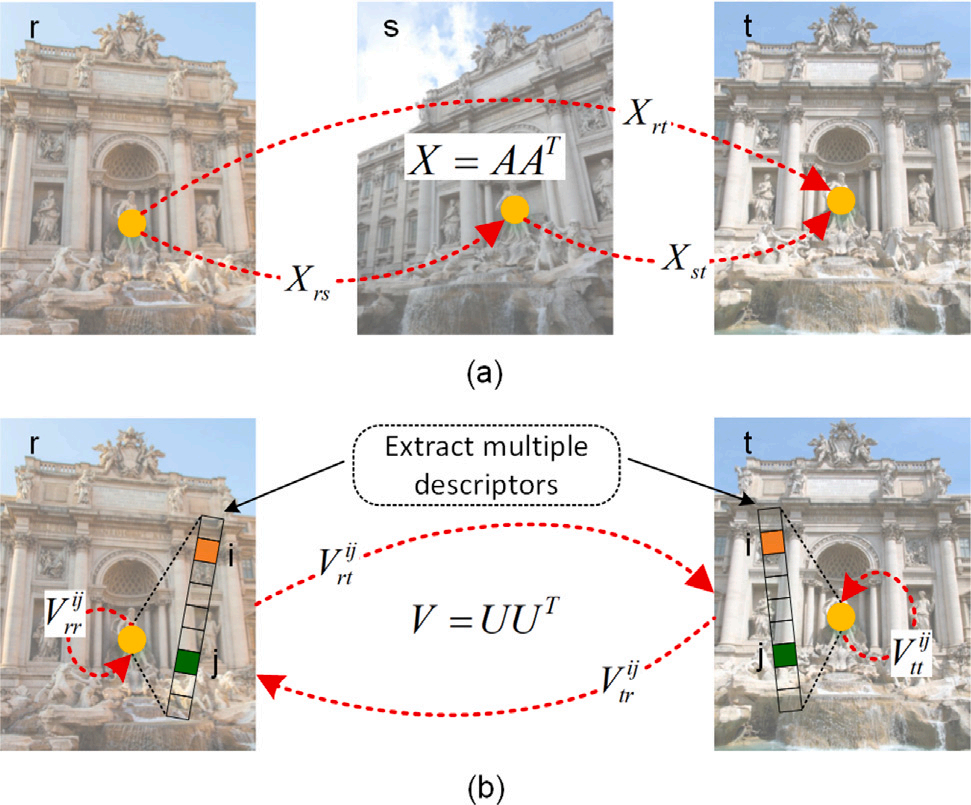 r
s
t
X_{rt}
X = AA^T
X_{rs}
X_{st}
(a)
r
Extract multiple
descriptors
t
i
i
V_{rt}^{ij}
V_{rr}^{ij}
V = UU^T
j
j
V_{tt}^{ij}
V_{tr}^{ij}
(b)